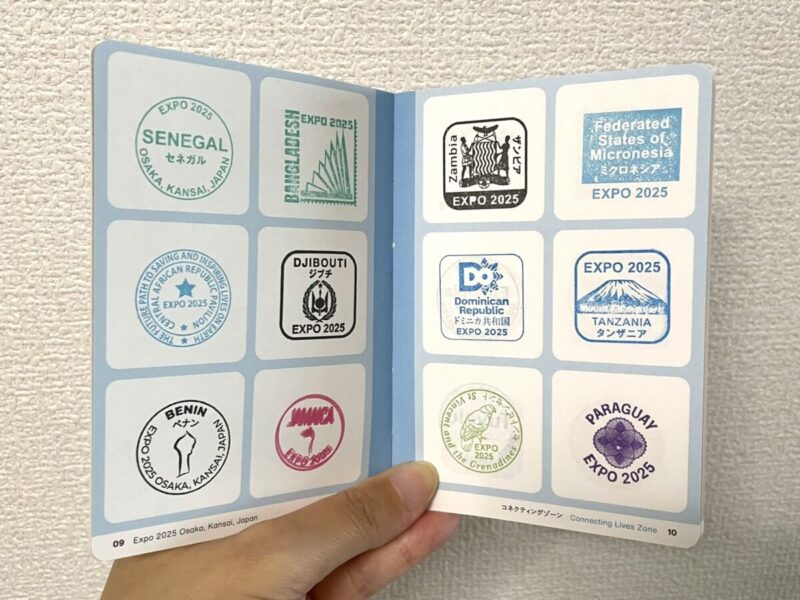 EXPO 2025
SENEGAL
セネガル
OSAKA, KANSAI, JAPAN
BANGLADESH
EXPO 2025
THE FUTURE PATH TO SAVING AND INSPIRING LIVES ON EARTH
CENTRAL AFRICAN REPUBLIC PAVILION
EXPO 2025
DJIBOUTI
ジブチ
EXPO 2025
BENIN
ベナン
EXPO 2025 OSAKA, KANSAI, JAPAN
JAMAICA
EXPO 2025
09 Expo 2025 Osaka, Kansai, Japan
Zambia
ザンビア
EXPO 2025
Federated
States of
Micronesia
ミクロネシア
EXPO 2025
DO
Dominican
Republic
ドミニカ共和国
EXPO 2025
EXPO 2025
TANZANIA
タンザニア
St Vincent
and the Grenadines
EXPO
2025
PARAGUAY
EXPO 2025
コネクティングゾーン Connecting Lives Zone 10